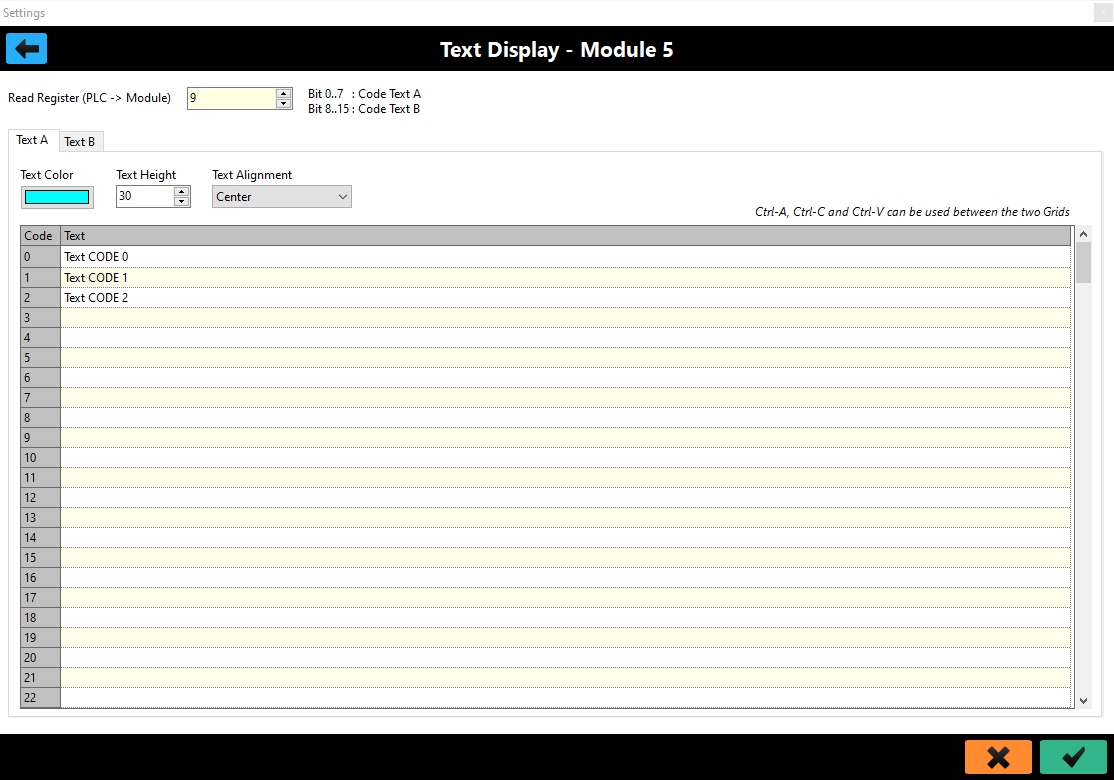 Settings
Text Display - Module 5
Read Register (PLC -> Module) 9 Bit 0..7 : Code Text A
Bit 8..15 : Code Text B
Text A Text B
Text Color Text Height Text Alignment
30 Center
Ctrl-A, Ctrl-C and Ctrl-V can be used between the two Grids
Code Text
0 Text CODE 0
1 Text CODE 1
2 Text CODE 2
3
4
5
6
7
8
9
10
11
12
13
14
15
16
17
18
19
20
21
22